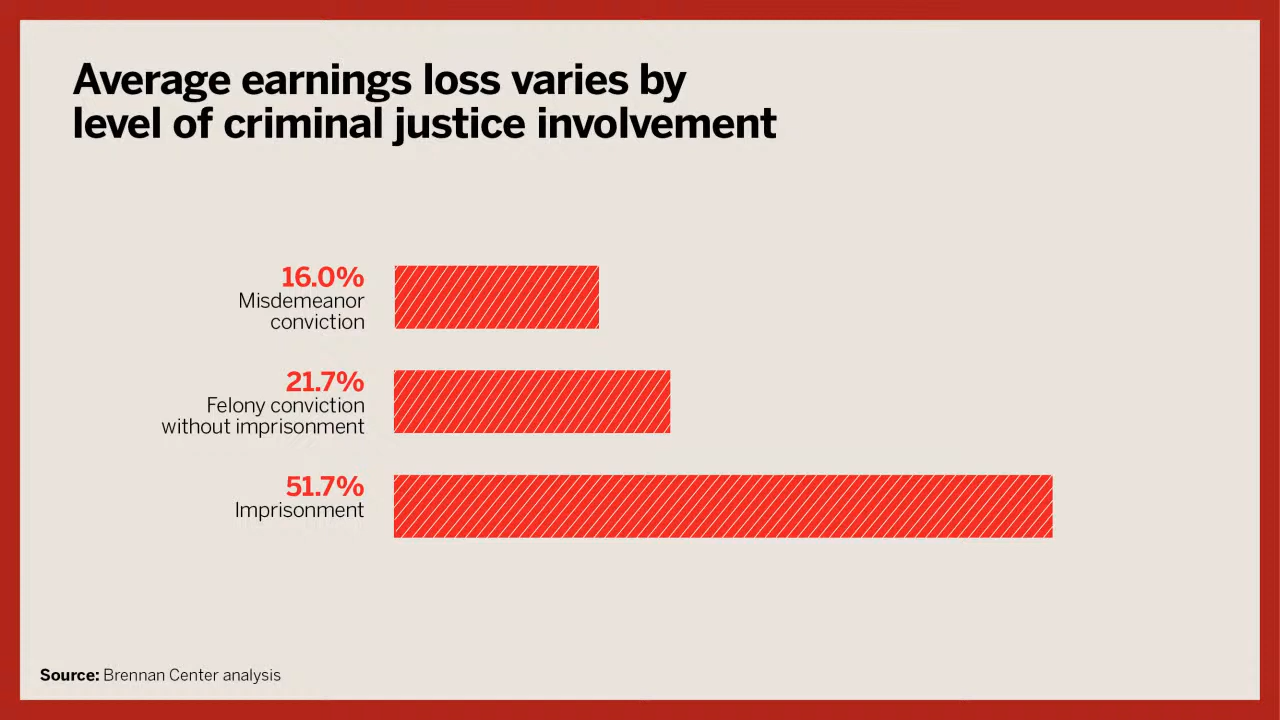 Average earnings loss varies by
level of criminal justice involvement
16.0%
Misdemeanor
conviction
21.7%
Felony conviction
without imprisonment
51.7%
Imprisonment
Source: Brennan Center analysis